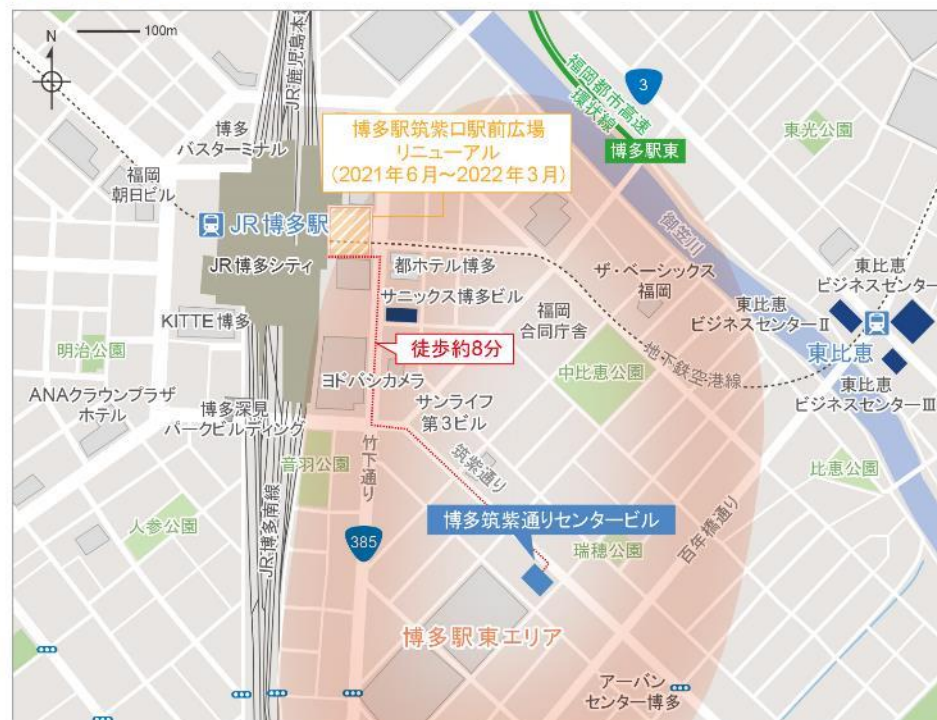 N
100m
JR鹿児島本線
3
福岡都市高速
環状線
博多駅東
東光公園
博多
バスターミナル
博多駅筑紫口駅前広場
リニューアル
(2021年6月～2022年3月)
福岡
朝日ビル
JR博多駅
御笠川
JR博多シティ
都ホテル博多
ザ・ベーシックス
福岡
東比恵
ビジネスセンター
サニックス博多ビル
東比恵
ビジネスセンターⅡ
KITTE博多
福岡
合同庁舎
東比恵
明治公園
徒歩約8分
地下鉄空港線
中比恵公園
東比恵
ビジネスセンターⅢ
ANAクラウンプラザ
ホテル
ヨドバシカメラ
博多深見
パークビルディング
サンライフ
第3ビル
筑紫通り
竹下通り
音羽公園
比恵公園
JR博多南線
人参公園
385
博多筑紫通りセンタービル
瑞穂公園
百年橋通り
博多駅東エリア
アーバン
センター博多